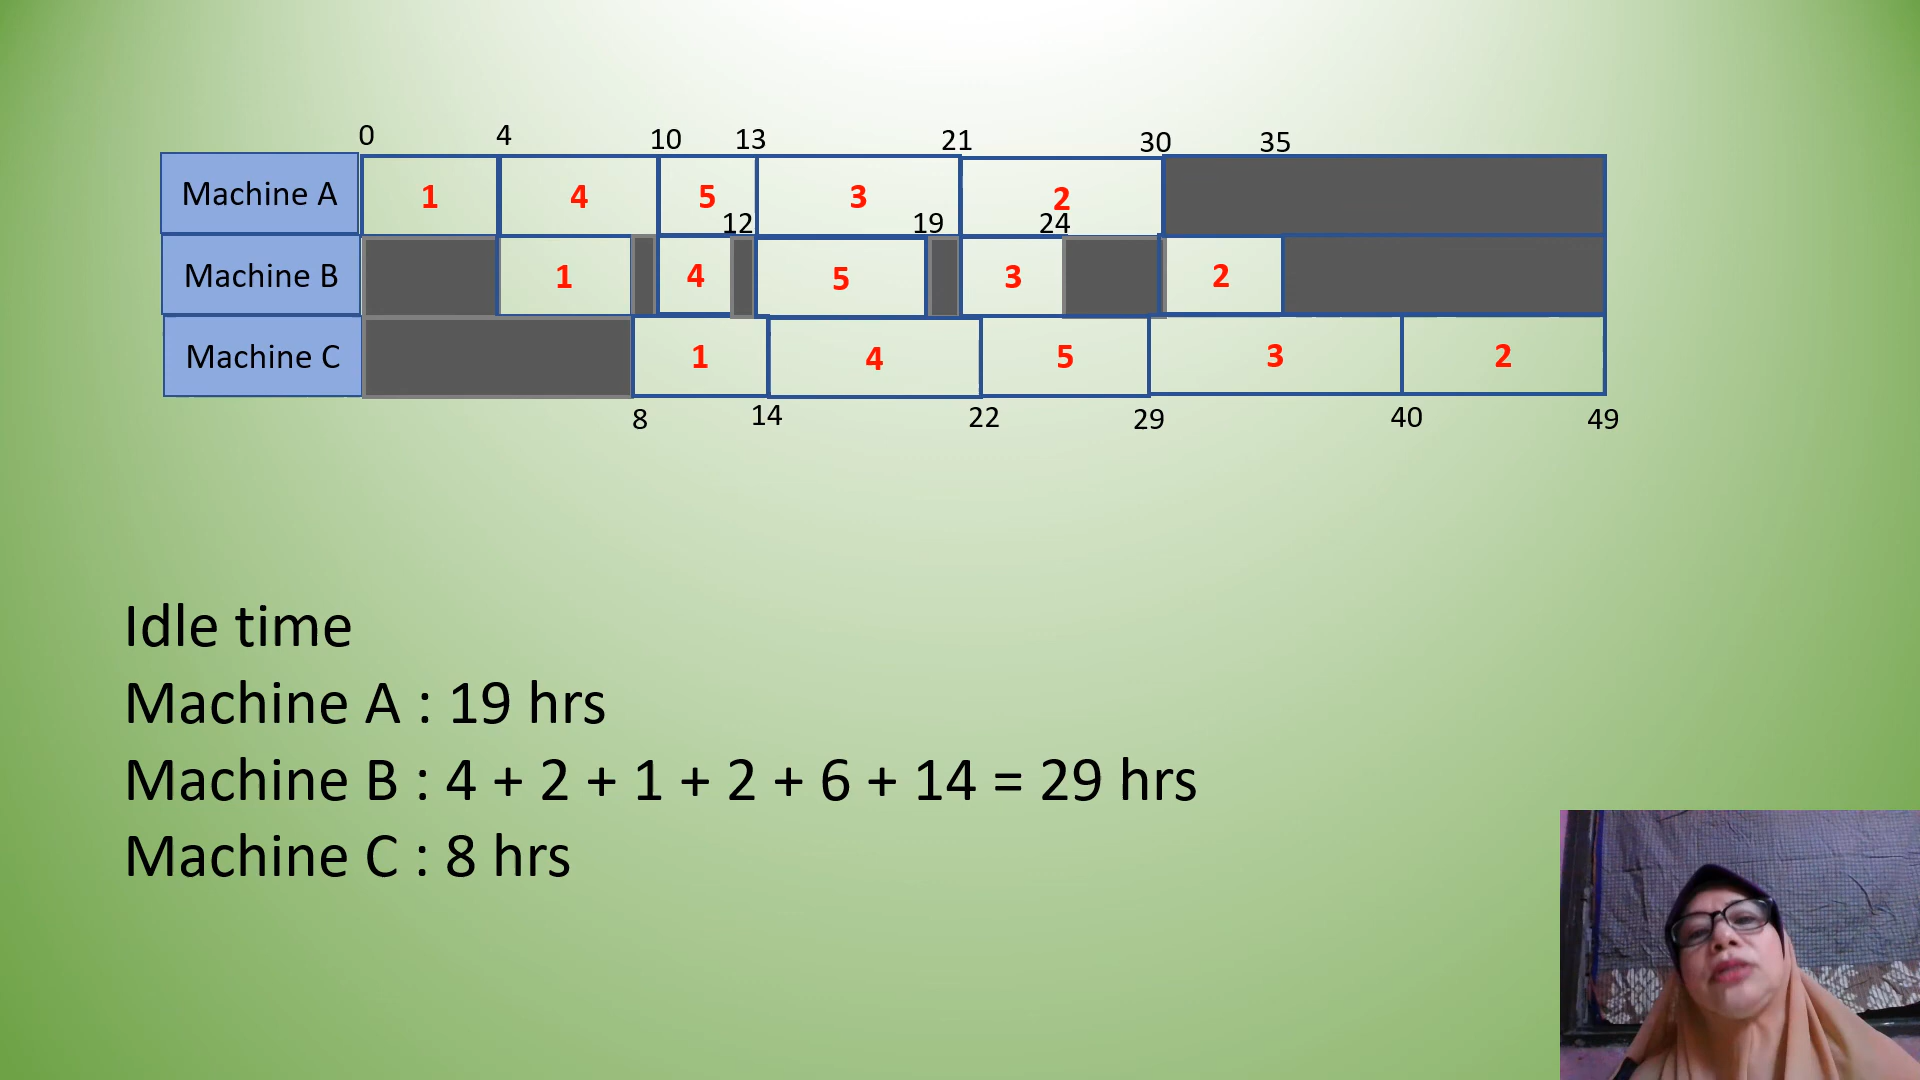 0 4 10 13 21 30 35
Machine A 1 4 5 3 2
12 19 24
Machine B 1 4 5 3 2
Machine C 1 4 5 3 2
8 14 22 29 40 49
Idle time
Machine A : 19 hrs
Machine B : 4 + 2 + 1 + 2 + 6 + 14 = 29 hrs
Machine C : 8 hrs